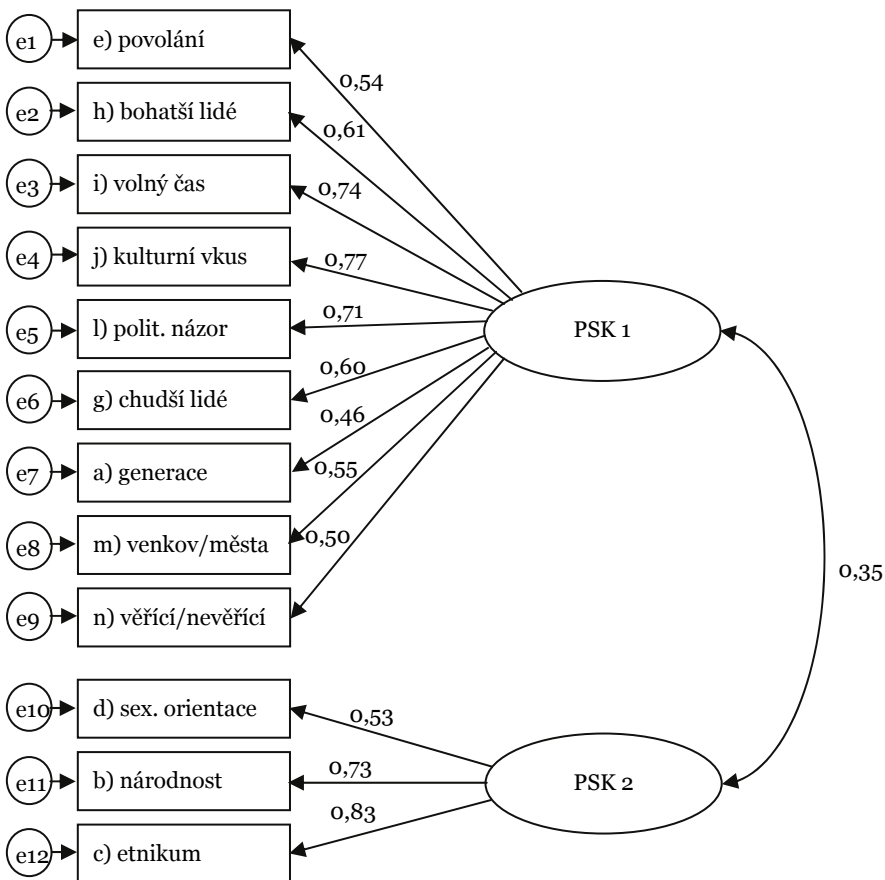 e1 e) povolání
0,54
e2 h) bohatší lidé
0,61
e3 i) volný čas
0,74
e4 j) kulturní vkus
0,77
e5 l) polit. názor
0,71
PSK 1
e6 g) chudší lidé
0,60
e7 a) generace
0,46
e8 m) venkov/města
0,55
e9 n) věřící/nevěřící
0,50
0,35
e10 d) sex. orientace
0,53
e11 b) národnost
0,73
PSK 2
e12 c) etnikum
0,83